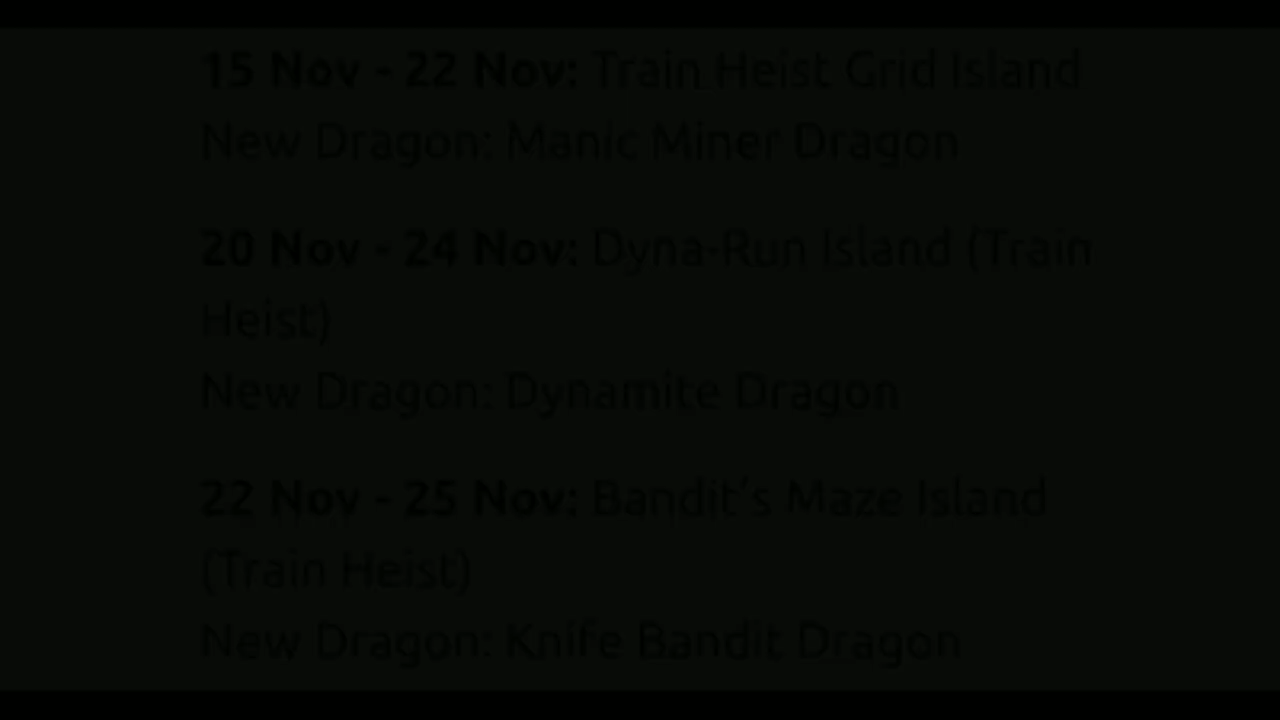 15 Nov - 22 Nov: Train Heist Grid Island
New Dragon: Manic Miner Dragon
20 Nov - 24 Nov: Dyna-Run Island (Train
Heist)
New Dragon: Dynamite Dragon
22 Nov - 25 Nov: Bandit's Maze Island
(Train Heist)
New Dragon: Knife Bandit Dragon